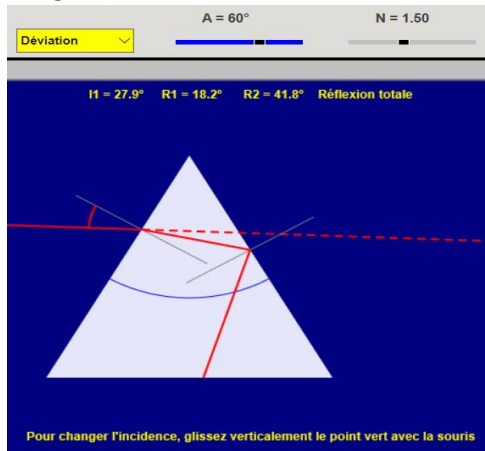 A = 60° N = 1.50
Déviation
I1 = 27.9° R1 = 18.2° R2 = 41.8° Réflexion totale
Pour changer l'incidence, glissez verticalement le point vert avec la souris